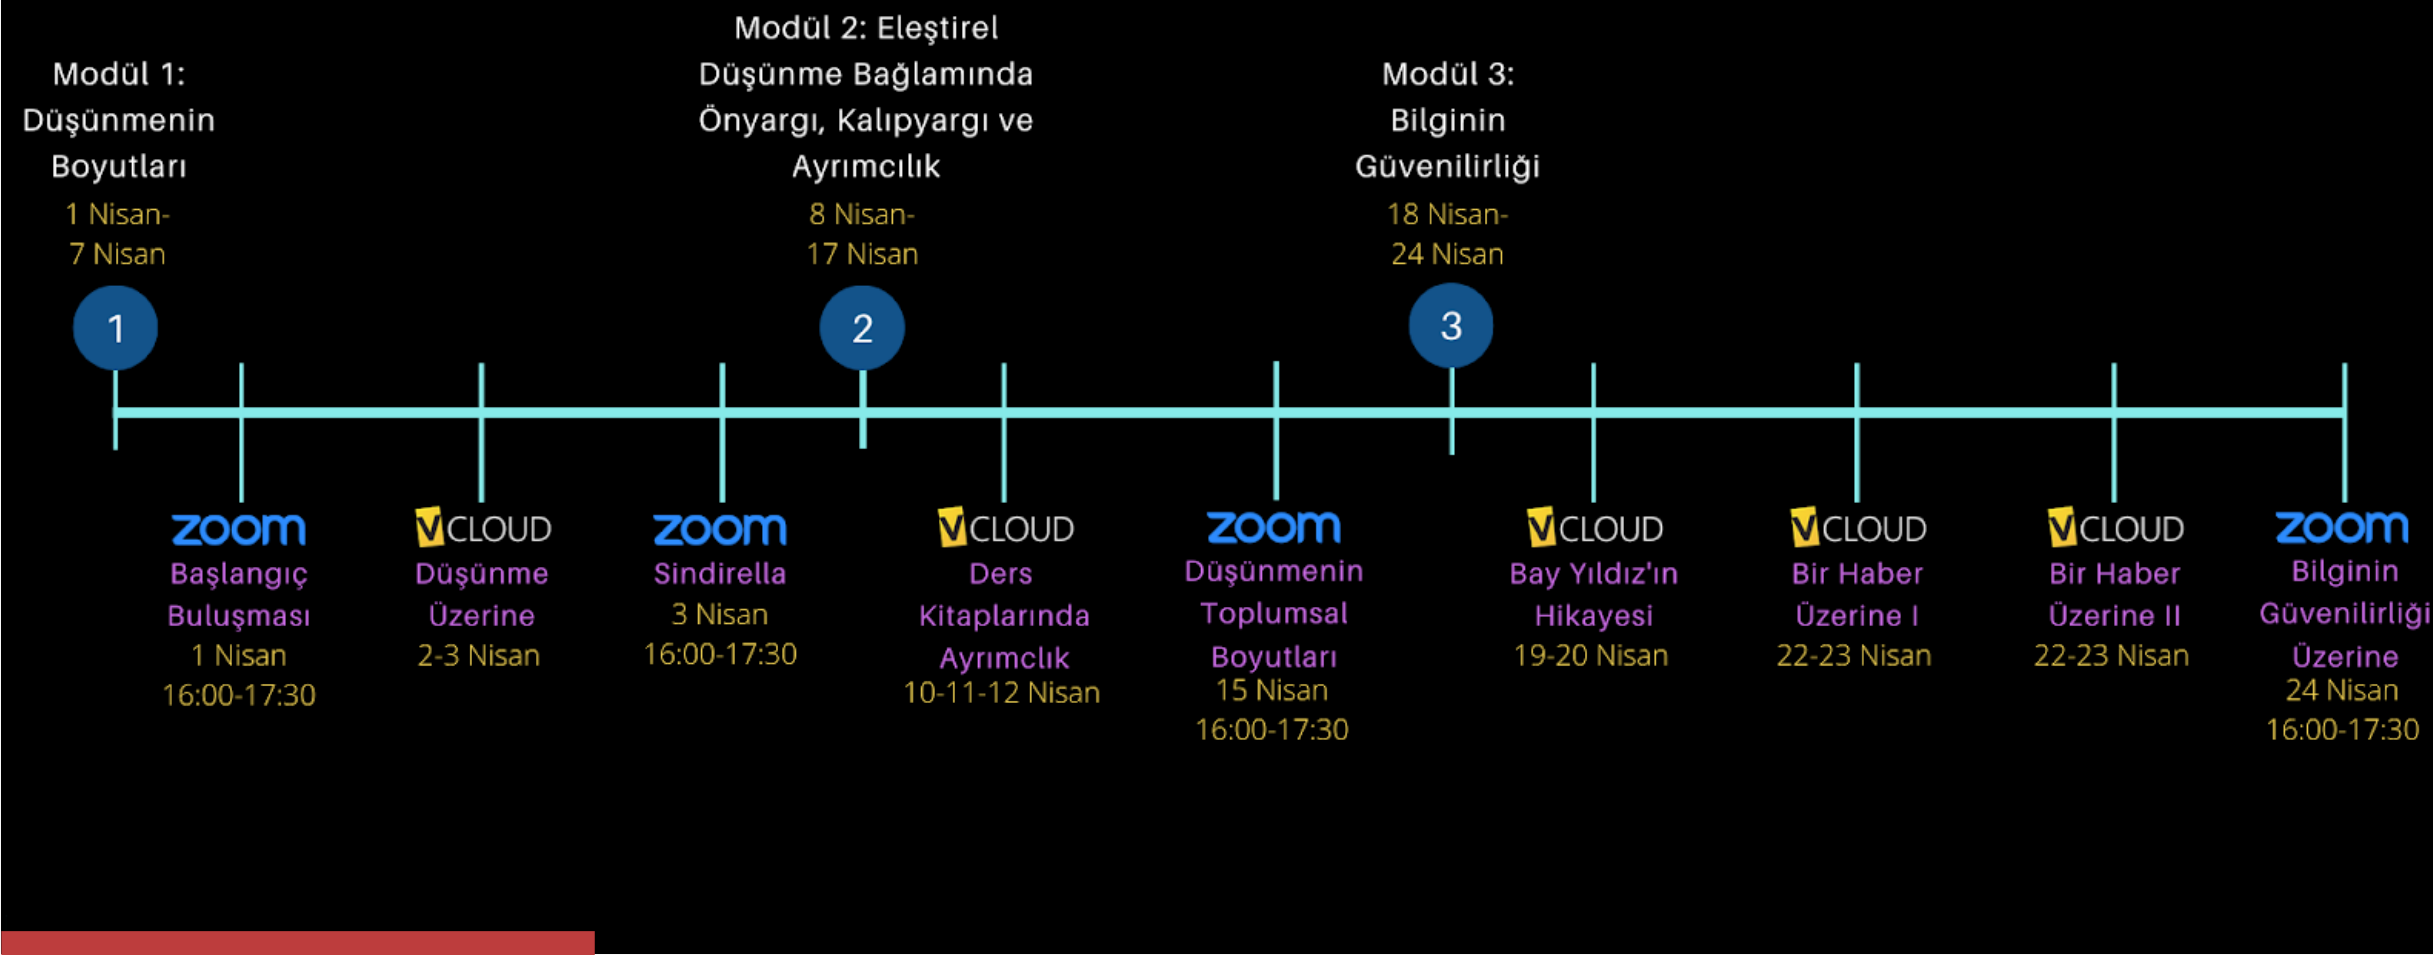 Modül 1:
Düşünmenin
Boyutları
1 Nisan-
7 Nisan
1
Modül 2: Eleştirel
Düşünme Bağlamında
Önyargı, Kalıpyargı ve
Ayrımcılık
8 Nisan-
17 Nisan
2
Modül 3:
Bilginin
Güvenilirliği
18 Nisan-
24 Nisan
3
zoom
Başlangıç
Buluşması
1 Nisan
16:00-17:30
VCLOUD
Düşünme
Üzerine
2-3 Nisan
zoom
Sindirella
3 Nisan
16:00-17:30
VCLOUD
Ders
Kitaplarında
Ayrımclık
10-11-12 Nisan
zoom
Düşünmenin
Toplumsal
Boyutları
15 Nisan
16:00-17:30
VCLOUD
Bay Yıldız'ın
Hikayesi
19-20 Nisan
VCLOUD
Bir Haber
Üzerine I
22-23 Nisan
VCLOUD
Bir Haber
Üzerine II
22-23 Nisan
zoom
Bilginin
Güvenilirliği
Üzerine
24 Nisan
16:00-17:30